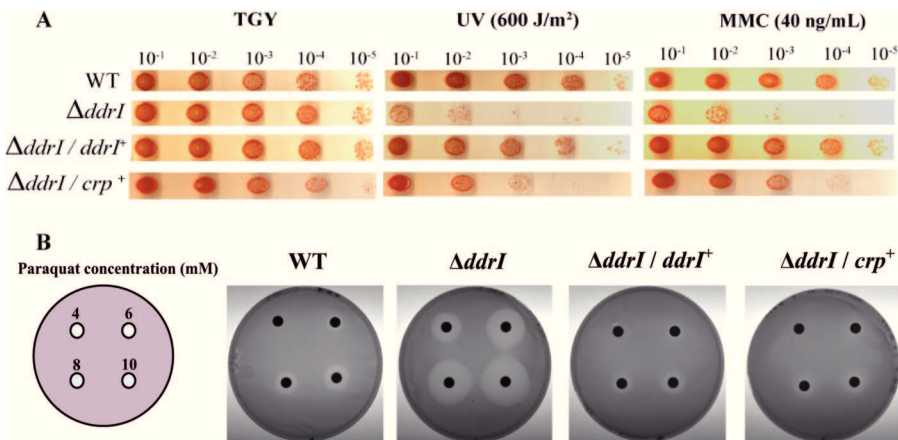 A TGY UV (600 J/m²) MMC (40 ng/mL)
10⁻¹ 10⁻² 10⁻³ 10⁻⁴ 10⁻⁵ 10⁻¹ 10⁻² 10⁻³ 10⁻⁴ 10⁻⁵ 10⁻¹ 10⁻² 10⁻³ 10⁻⁴ 10⁻⁵
WT
ΔddrI
ΔddrI / ddrI⁺
ΔddrI / crp ⁺
B
Paraquat concentration (mM) WT ΔddrI ΔddrI / ddrI⁺ ΔddrI / crp⁺
4 6
8 10